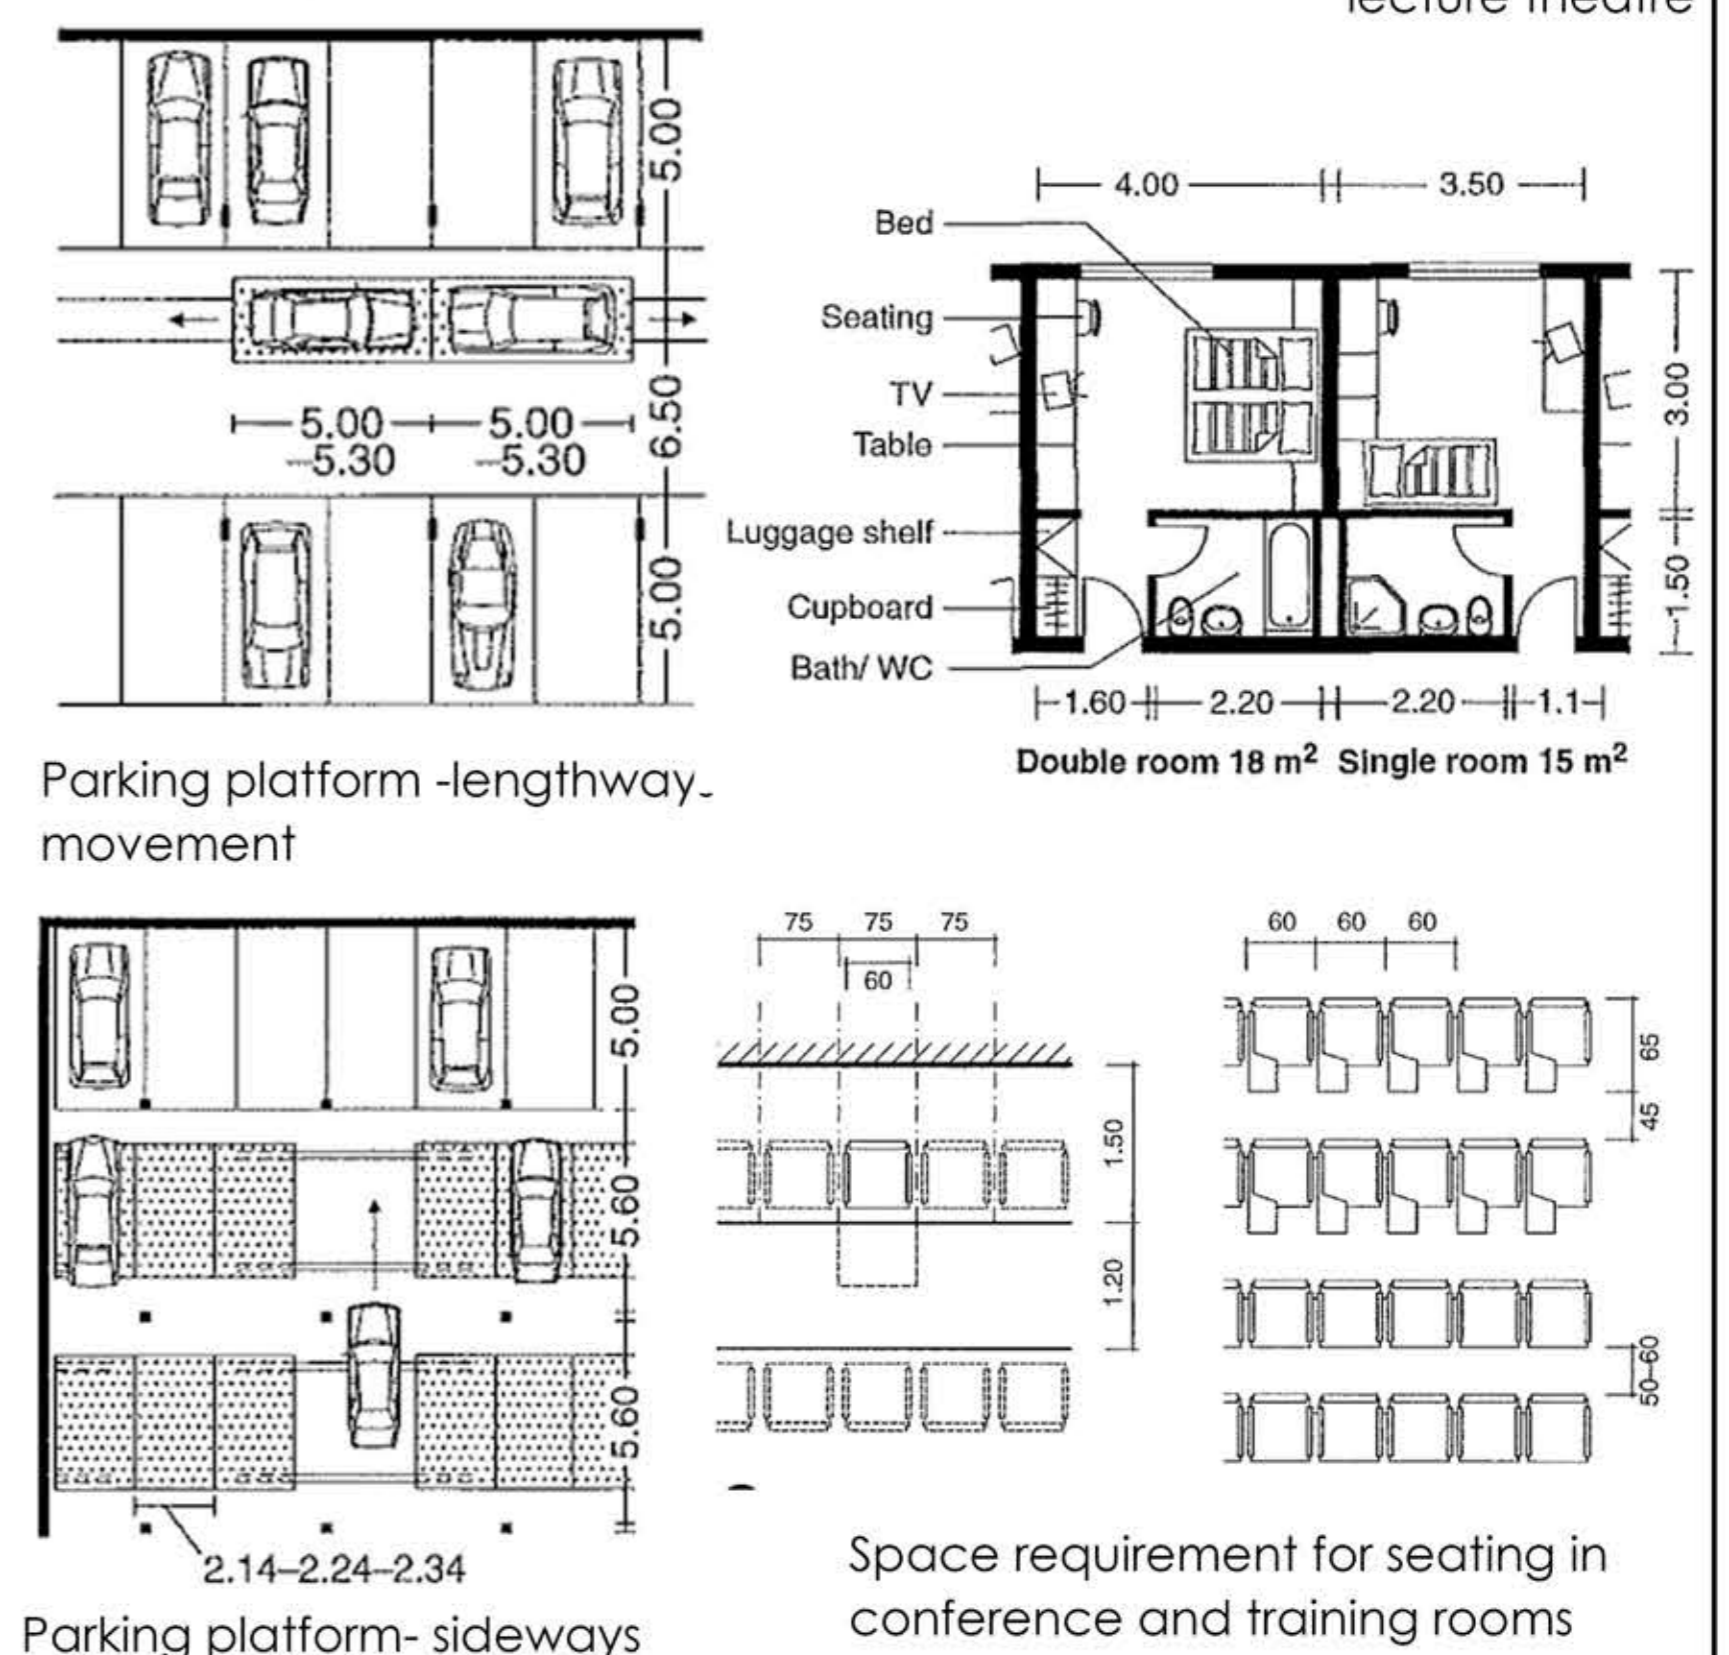 lecture theatre
5.00
5.00
5.00
--5.30
--5.30
6.50
5.00
Parking platform -lengthway
movement
4.00
3.50
Bed
Seating
TV
Table
Luggage shelf
Cupboard
Bath/ WC
3.00
1.50
1.60
2.20
2.20
1.1
Double room 18 m²
Single room 15 m²
5.00
5.60
5.60
2.14–2.24–2.34
Parking platform- sideways
75
75
75
60
1.50
1.20
60
60
60
65
45
50–60
Space requirement for seating in
conference and training rooms